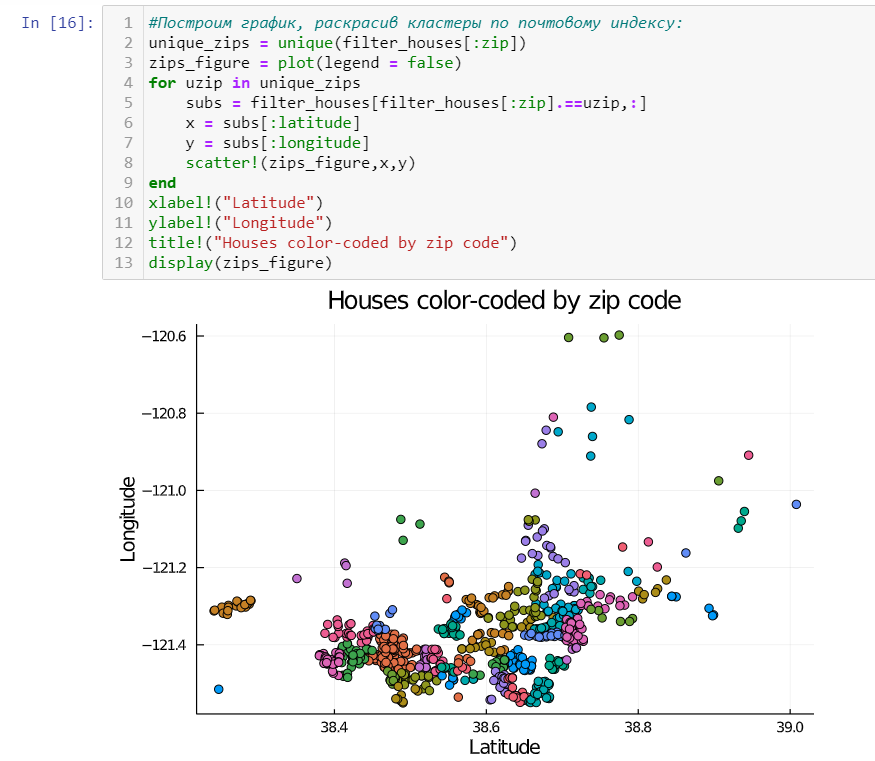 In [16]:
1 #Построим график, раскрасив кластеры по почтовому индексу:
2 unique_zips = unique(filter_houses[:zip])
3 zips_figure = plot(legend = false)
4 for uzip in unique_zips
5     subs = filter_houses[filter_houses[:zip].==uzip,:]
6     x = subs[:latitude]
7     y = subs[:longitude]
8     scatter!(zips_figure,x,y)
9 end
10 xlabel!("Latitude")
11 ylabel!("Longitude")
12 title!("Houses color-coded by zip code")
13 display(zips_figure)
Houses color-coded by zip code
−120.6
−120.8
−121.0
−121.2
−121.4
Longitude
38.4 38.6 38.8 39.0
Latitude